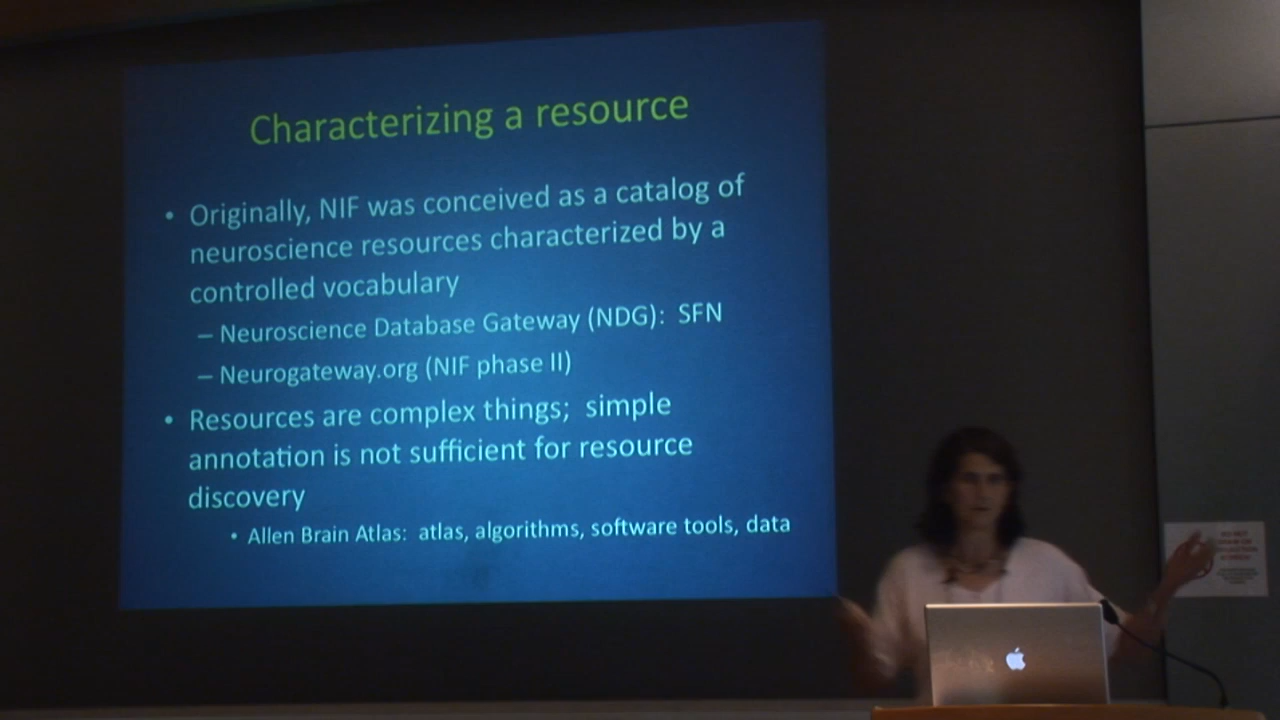 Characterizing a resource
• Originally, NIF was conceived as a catalog of
neuroscience resources characterized by a
controlled vocabulary
– Neuroscience Database Gateway (NDG): SFN
– Neurogateway.org (NIF phase II)
• Resources are complex things; simple
annotation is not sufficient for resource
discovery
• Allen Brain Atlas: atlas, algorithms, software tools, data